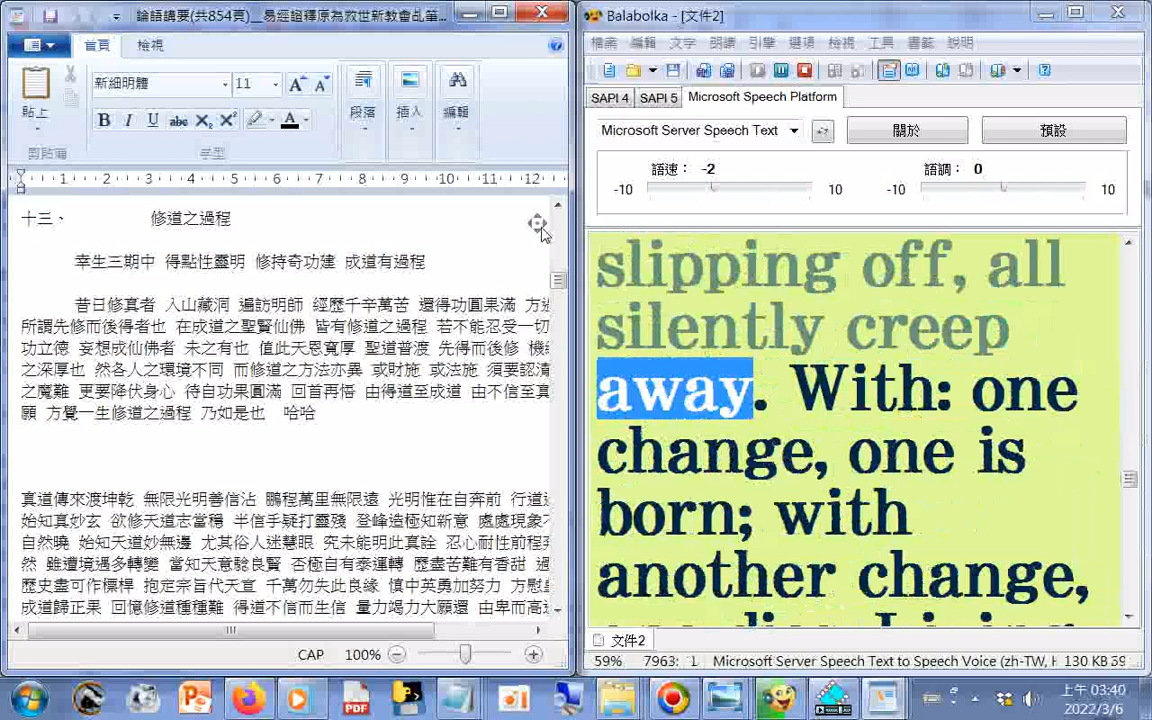 論語講要(共854頁)__易經證釋原為救世新教會乩筆...
首頁
檢視
新細明體
11
貼上
段落
插入
編輯
剪貼簿
字型
1 2 3 4 5 6 7 8 9 10 11 12
十三、 修道之過程
幸生三期中 得點性靈明 修持奇功建 成道有過程
昔日修真者 入山藏洞 遍訪明師 經歷千辛萬苦 還得功圓果滿 方
所謂先修而後得者也 在成道之聖賢仙佛 皆有修道之過程 若不能忍受一切
功立德 妄想成仙佛者 未之有也 值此天恩寬厚 聖道普渡 先得而後修 機
之深厚也 然各人之環境不同 而修道之方法亦異 或財施 或法施 須要認清
之魔難 更要降伏身心 待自功果圓滿 回首再悟 由得道至成道 由不信至真
願 方覺一生修道之過程 乃如是也 哈哈
真道傳來渡坤乾 無限光明善信沾 鵬程萬里無限遠 光明惟在自奔前 行道
始知真妙玄 欲修天道志當穩 半信半疑打靈殘 登峰造極知新意 處處現象
自然曉 始知天道妙無邊 尤其俗人迷慧眼 究未能明此真詮 忍心耐性前程
然 雖遭境遇多轉變 當知天意驗良賢 否極自有泰運轉 歷盡苦難有香甜 過
歷史盡可作標桿 抱定宗旨代天宣 千萬勿失此良緣 慎中英勇加努力 方慰
成道歸正果 回憶修道種種難 得道不信而生信 量力竭力大願還 由卑而高
CAP 100%
Balabolka - [文件2]
檔案 編輯 文字 朗讀 引擎 選項 檢視 工具 書籤 說明
SAPI 4 SAPI 5 Microsoft Speech Platform
Microsoft Server Speech Text
關於
預設
語速： -2
語調： 0
-10 10 -10 10
slipping off, all
silently creep
away. With: one
change, one is
born; with
another change,
文件2
59% 7963: 1 Microsoft Server Speech Text to Speech Voice (zh-TW, H 130 KB
上午 03:40
2022/3/6